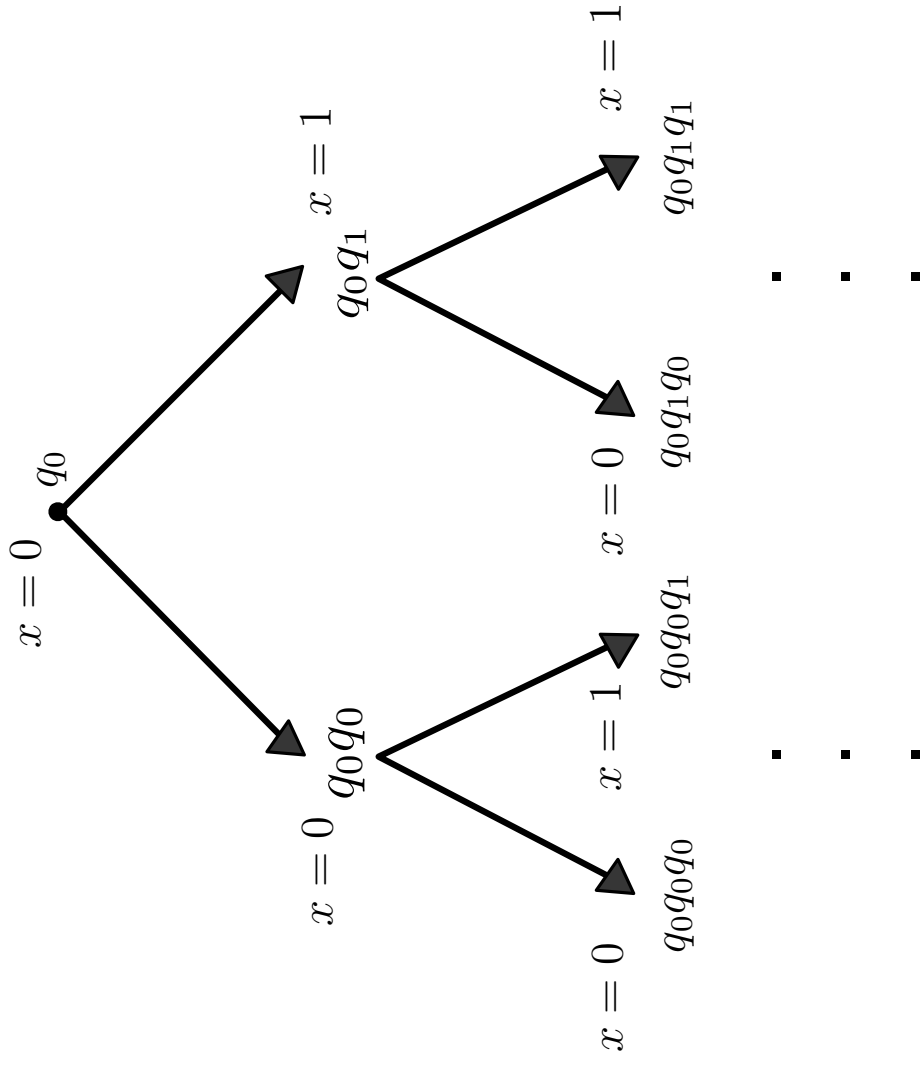 x = 0
q₀
x = 0
q₀q₀
x = 1
q₀q₁
x = 0
q₀q₀q₀
x = 1
q₀q₀q₁
x = 0
q₀q₁q₀
x = 1
q₀q₁q₁